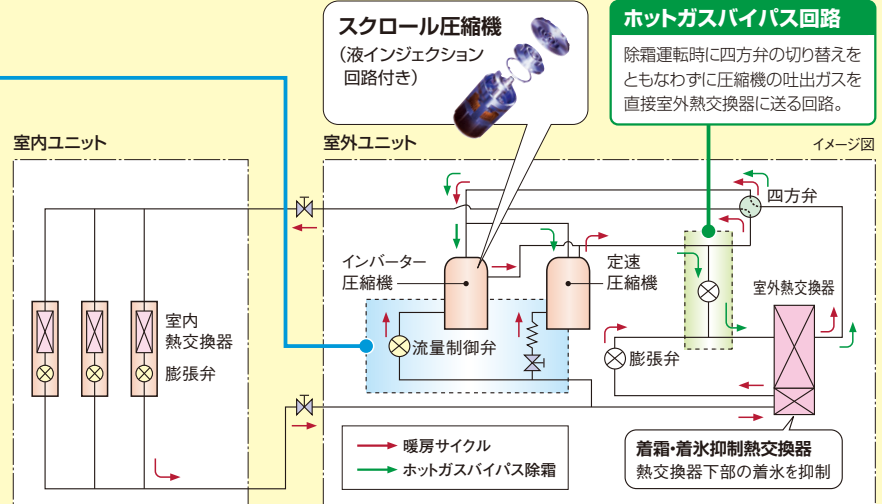 スクロール圧縮機
（液インジェクション
回路付き）
ホットガスバイパス回路
除霜運転時に四方弁の切り替えを
ともなわずに圧縮機の吐出ガスを
直接室外熱交換器に送る回路。
室内ユニット
室外ユニット
イメージ図
四方弁
インバーター
圧縮機
定速
圧縮機
室外熱交換器
室内
熱交換器
膨張弁
流量制御弁
膨張弁
暖房サイクル
ホットガスバイパス除霜
着霜・着氷抑制熱交換器
熱交換器下部の着氷を抑制